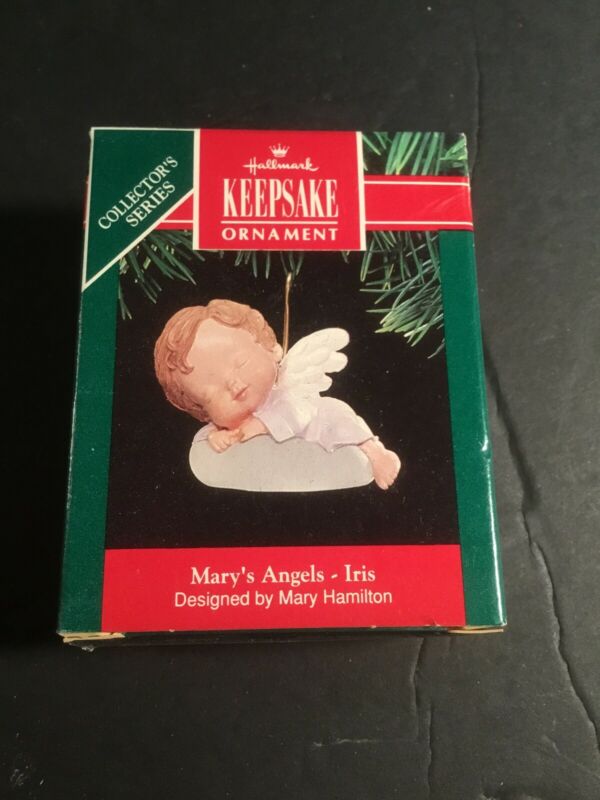 COLLECTOR'S
SERIES
Hallmark
KEEPSAKE
ORNAMENT
Mary's Angels - Iris
Designed by Mary Hamilton